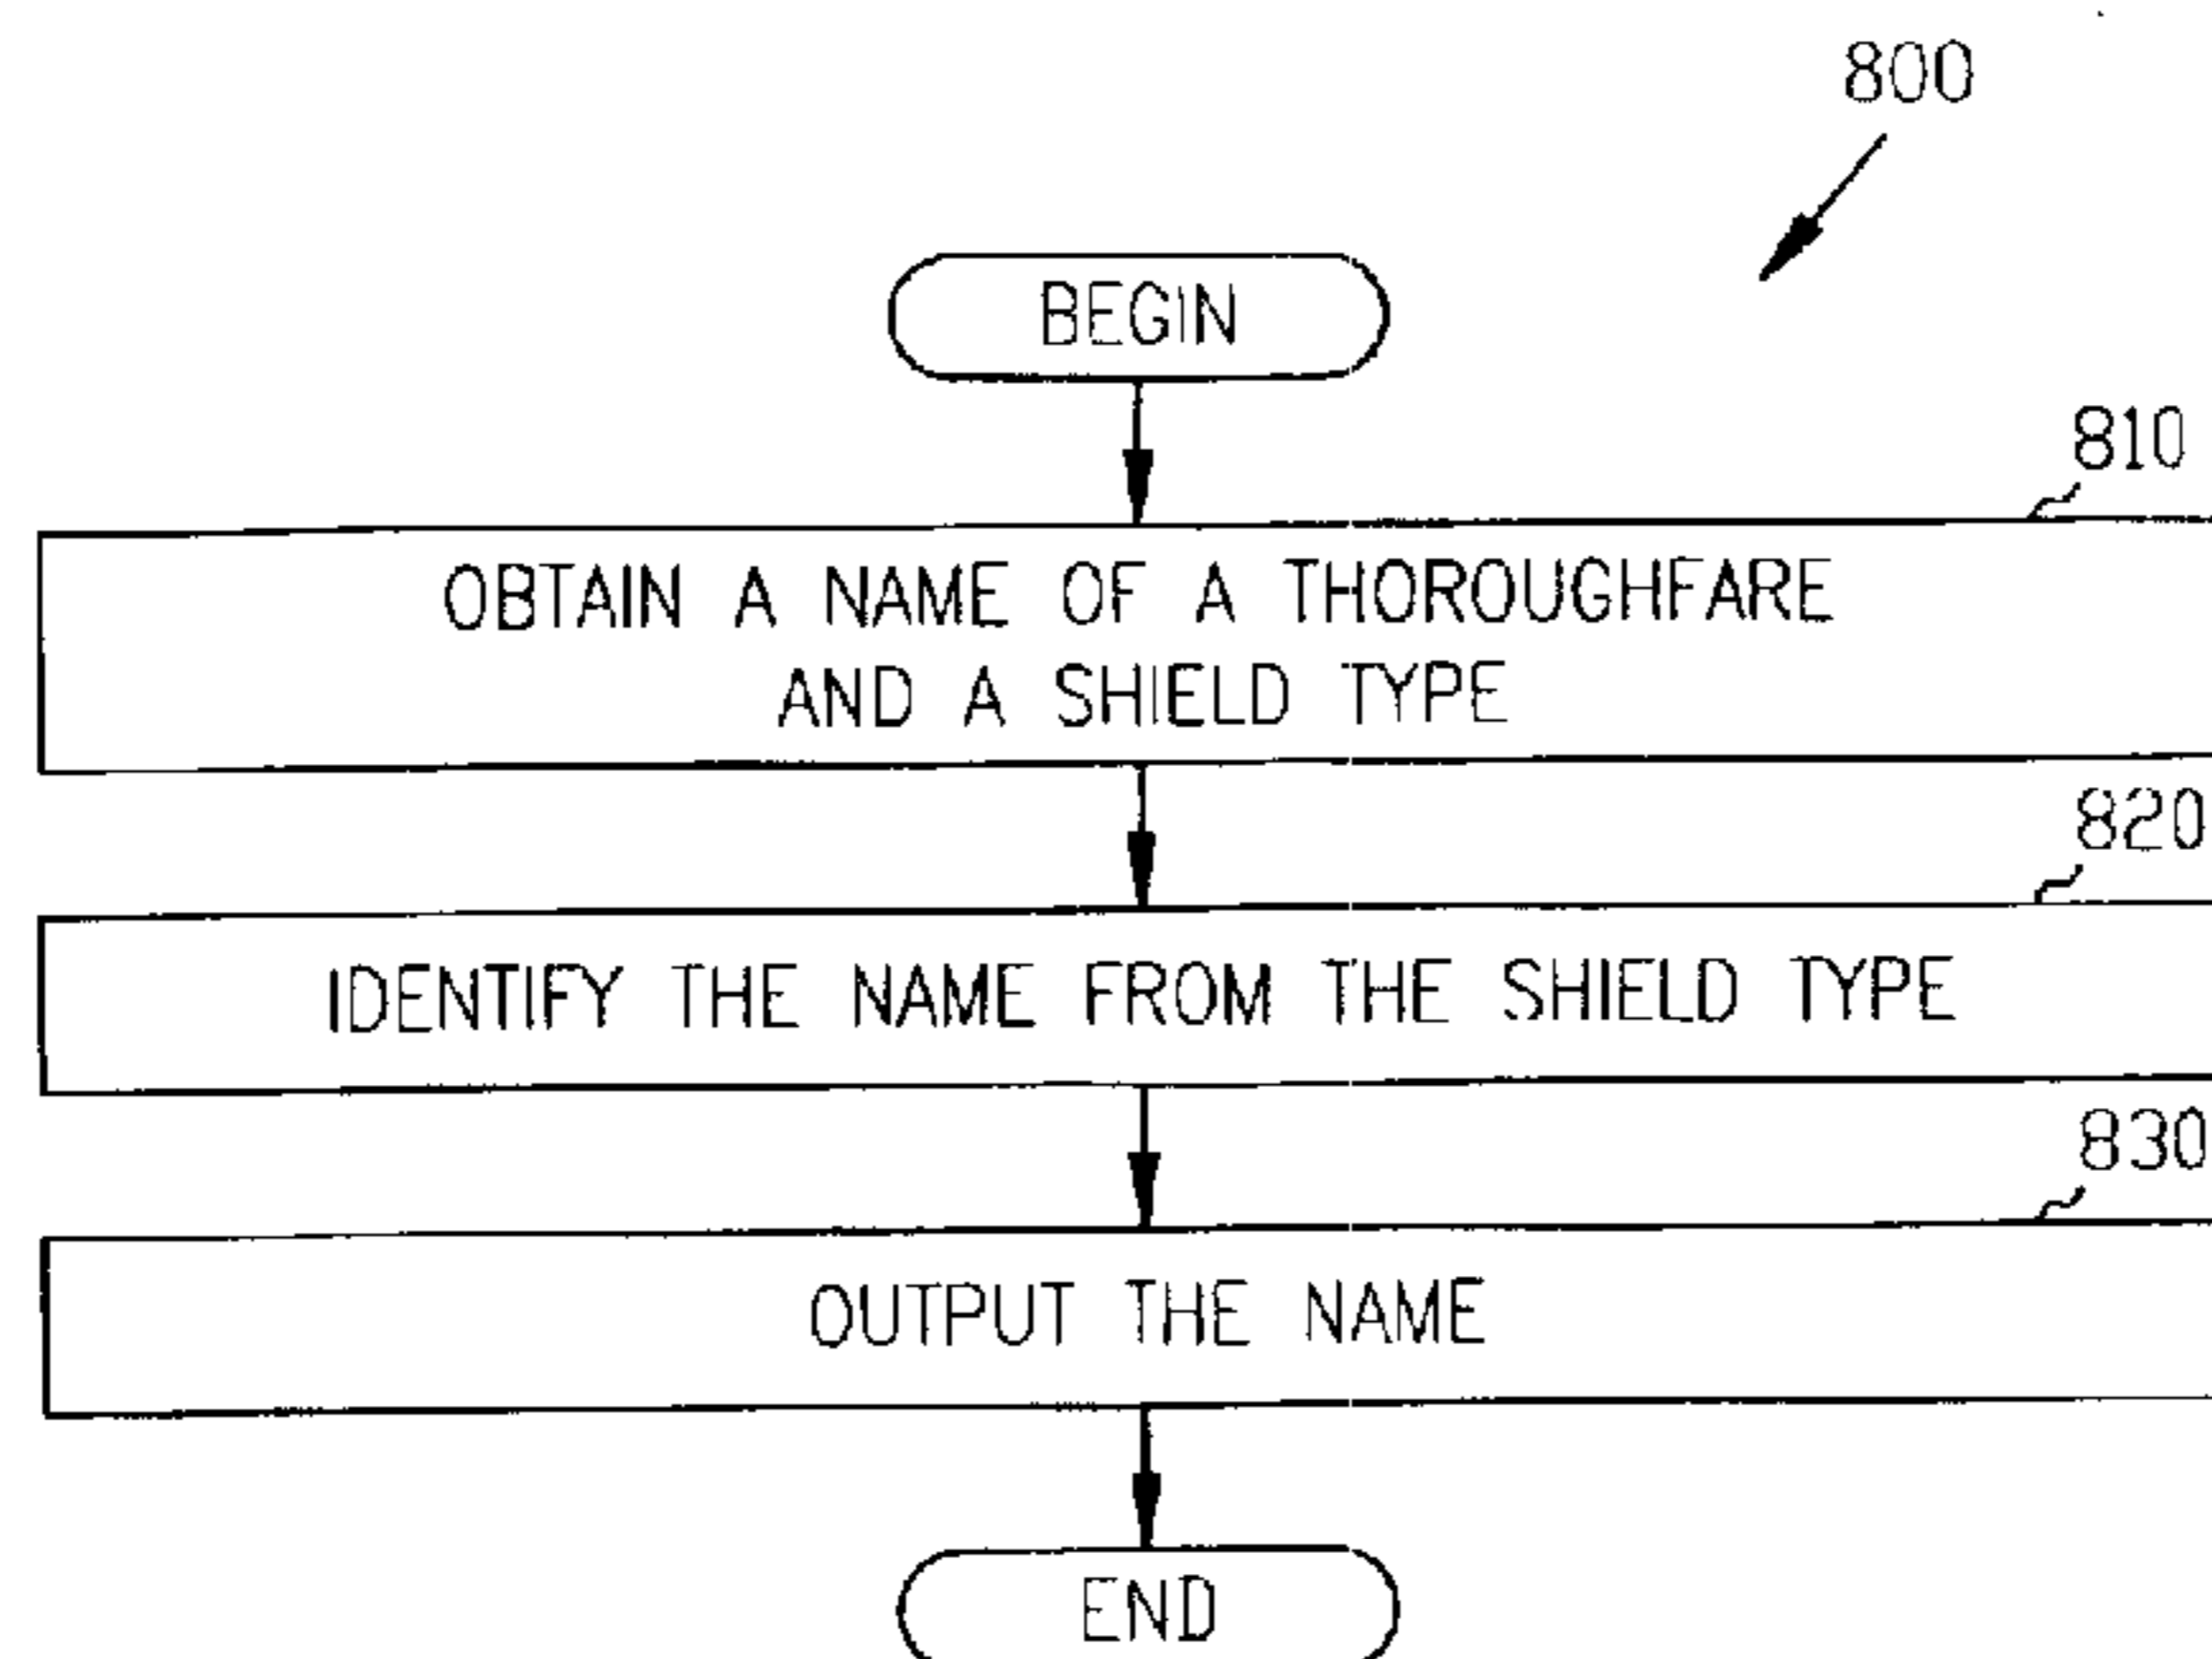 800
BEGIN
810
OBTAIN A NAME OF A THOROUGHFARE
AND A SHIELD TYPE
820
IDENTIFY THE NAME FROM THE SHIELD TYPE
830
OUTPUT THE NAME
END